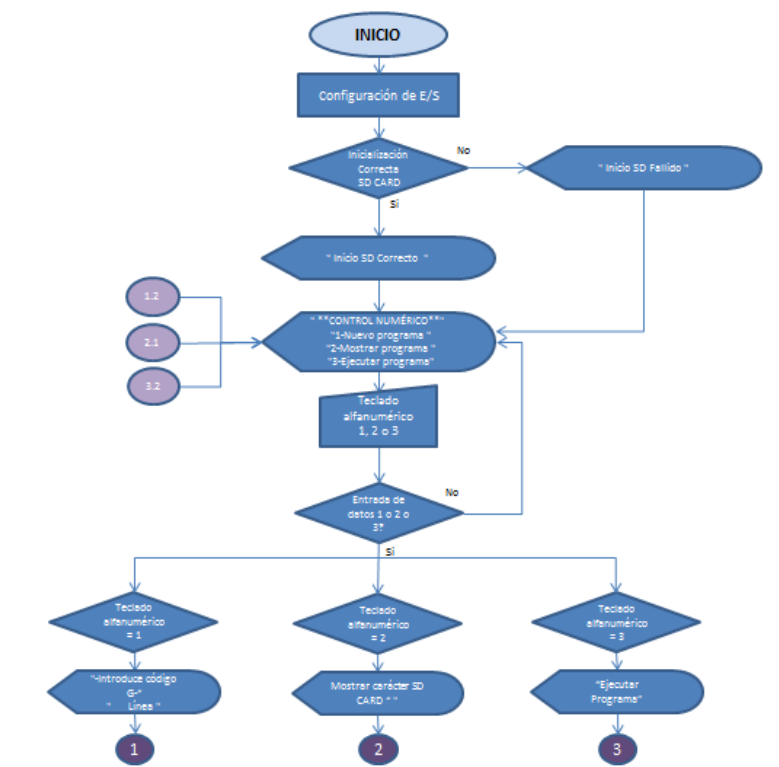 INICIO
Configuración de E/S
Inicialización
Correcta
SD CARD
No
" Inicio SD Fallido "
Si
" Inicio SD Correcto "
1.2
2.1
3.2
" **CONTROL NUMÉRICO**"
"1-Nuevo programa "
"2-Mostrar programa "
"3-Ejecutar programa"
Teclado
alfanumérico
1, 2 o 3
Entrada de
datos 1 o 2 o
3?
No
Si
Teclado
alfanumérico
= 1
Teclado
alfanumérico
= 2
Teclado
alfanumérico
= 3
"-Introduce código
G-"
" Línea "
Mostrar carácter SD
CARD " "
"Ejecutar
Programa"
1
2
3